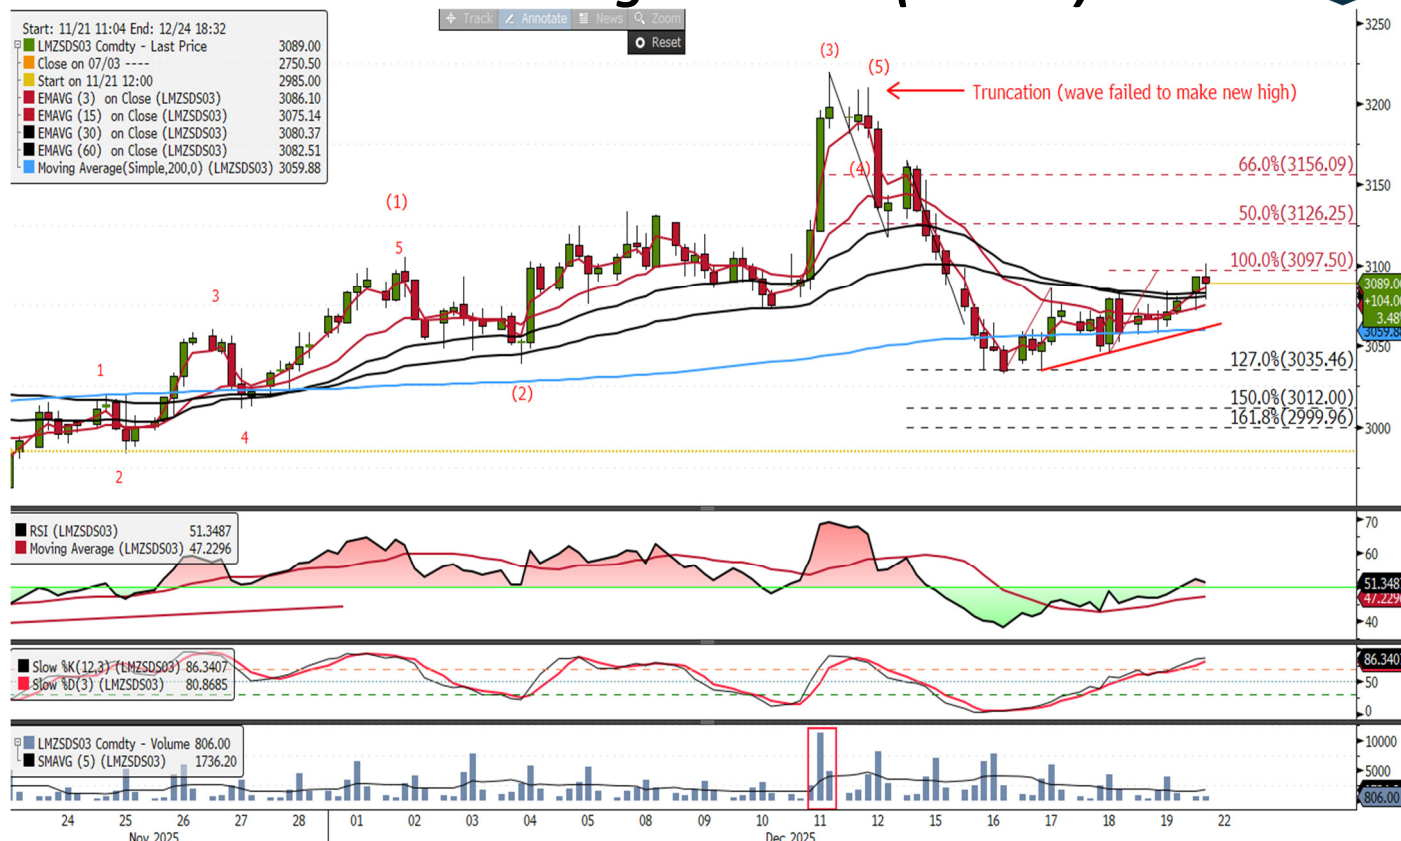 Track Annotate News Zoom
Reset
Start: 11/21 11:04 End: 12/24 18:32
LMZSDS03 Comdty - Last Price 3089.00
Close on 07/03 ---- 2750.50
Start on 11/21 12:00 2985.00
EMAVG (3) on Close (LMZSDS03) 3086.10
EMAVG (15) on Close (LMZSDS03) 3075.14
EMAVG (30) on Close (LMZSDS03) 3080.37
EMAVG (60) on Close (LMZSDS03) 3082.51
Moving Average(Simple,200,0) (LMZSDS03) 3059.88
3250
(3)
(5)
Truncation (wave failed to make new high)
3200
66.0%(3156.09)
(4)
3150
(1)
50.0%(3126.25)
5
100.0%(3097.50)
3100
3089.00
+104.00
3.48%
3
3059.88
3050
1
127.0%(3035.46)
(2)
150.0%(3012.00)
161.8%(2999.96)
3000
4
2
RSI (LMZSDS03) 51.3487
Moving Average (LMZSDS03) 47.2296
70
60
51.3487
47.2296
40
Slow %K(12,3) (LMZSDS03) 86.3407
Slow %D(3) (LMZSDS03) 80.8685
86.340
50
0
LMZSDS03 Comdty - Volume 806.00
SMAVG (5) (LMZSDS03) 1736.20
10000
5000
806.00
24 25 26 27 28 01 02 03 04 05 08 09 10 11 12 15 16 17 18 19 22
Nov 2025 Dec 2025